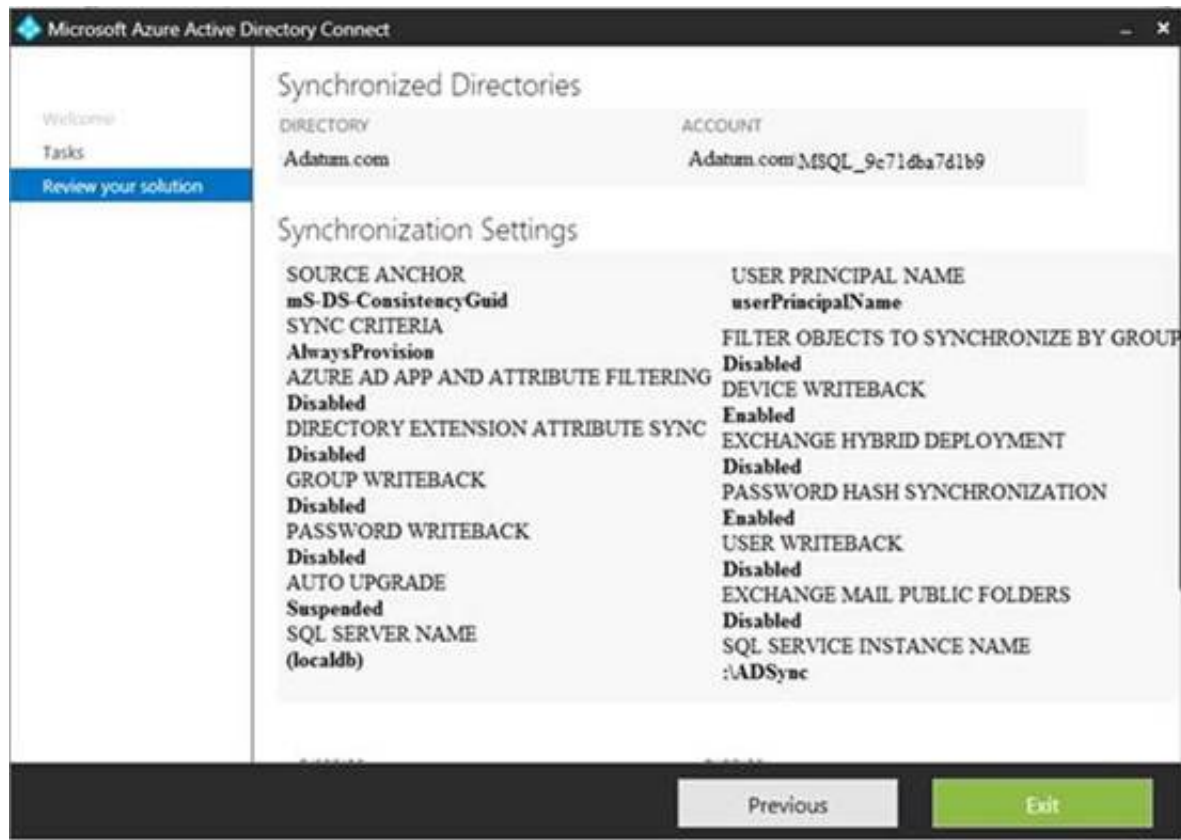 Microsoft Azure Active Directory Connect
Welcome
Tasks
Review your solution
Synchronized Directories
DIRECTORY
ACCOUNT
Adatum.com
Adatum.com\MSQL_9c71dba7d1b9
Synchronization Settings
SOURCE ANCHOR
mS-DS-ConsistencyGuid
SYNC CRITERIA
AlwaysProvision
AZURE AD APP AND ATTRIBUTE FILTERING
Disabled
DIRECTORY EXTENSION ATTRIBUTE SYNC
Disabled
GROUP WRITEBACK
Disabled
PASSWORD WRITEBACK
Disabled
AUTO UPGRADE
Suspended
SQL SERVER NAME
(localdb)
USER PRINCIPAL NAME
userPrincipalName
FILTER OBJECTS TO SYNCHRONIZE BY GROUP
Disabled
DEVICE WRITEBACK
Enabled
EXCHANGE HYBRID DEPLOYMENT
Disabled
PASSWORD HASH SYNCHRONIZATION
Enabled
USER WRITEBACK
Disabled
EXCHANGE MAIL PUBLIC FOLDERS
Disabled
SQL SERVICE INSTANCE NAME
:\ADSync
Previous
Exit